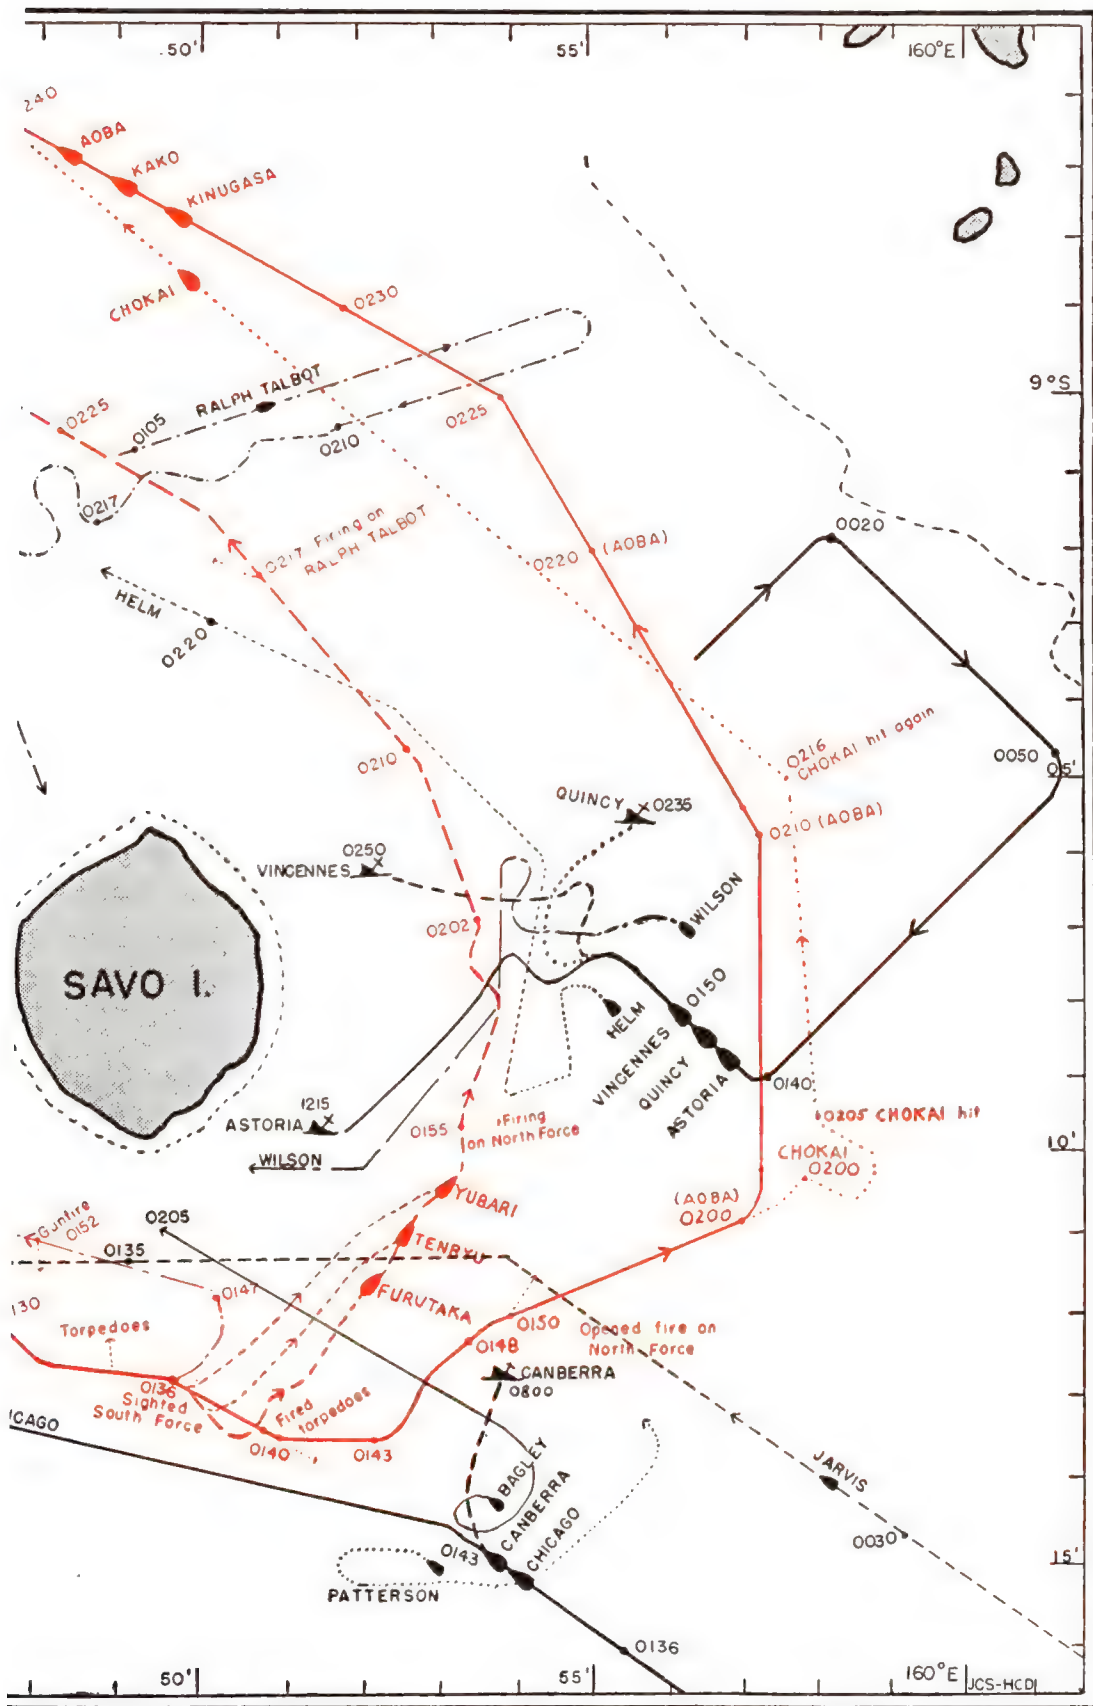 50'
55'
160°E
240
AOBA
KAKO
KINUGASA
CHOKAI
0230
RALPH TALBOT
9°S
0225
0225
0105
0210
0217
0217 Firing on
RALPH TALBOT
0220 (AOBA)
0020
HELM
0220
0216
CHOKAI hit again
0210
0050
05'
QUINCY
0235
0210 (AOBA)
0250
VINCENNES
WILSON
0202
SAVO I.
0150
HELM
VINCENNES
QUINCY
ASTORIA
0140
1215
ASTORIA
0155
Firing
on North Force
0205 CHOKAI hit
WILSON
10'
CHOKAI
0200
YUBARI
(AOBA)
0200
Gunfire
0152
0205
0135
TENRYU
0147
FURUTAKA
130
Torpedoes
0150
Opened fire on
North Force
0148
CANBERRA
0800
0136
Sighted
South Force
Fired
torpedoes
ICAGO
0140
0143
BAGLEY
CANBERRA
CHICAGO
JARVIS
0030
0143
15'
PATTERSON
0136
50'
55'
160°E
JCS-HCDI